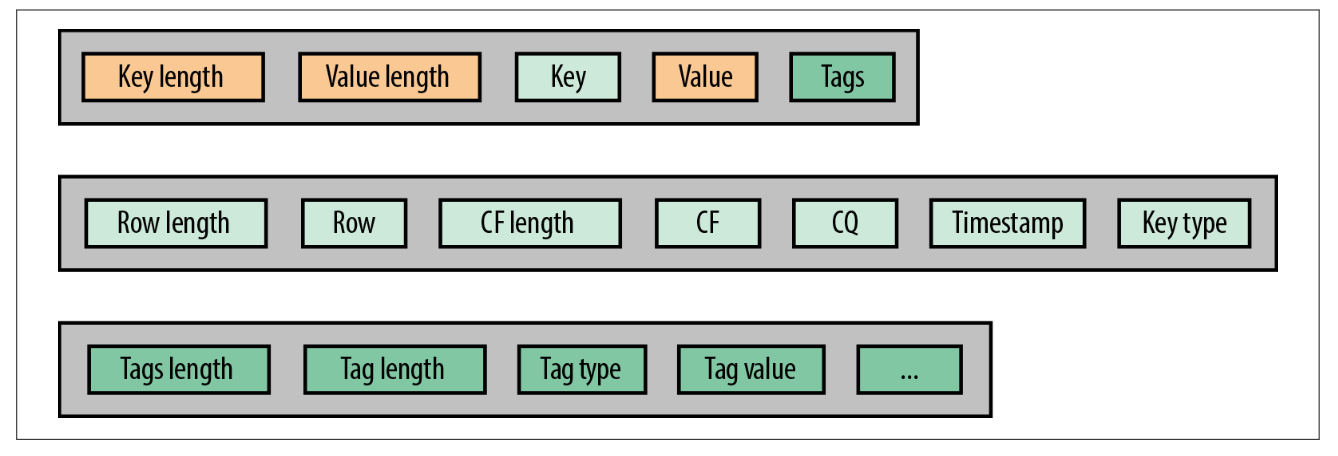 Key length Value length Key Value Tags
Row length Row CF length CF CQ Timestamp Key type
Tags length Tag length Tag type Tag value ...